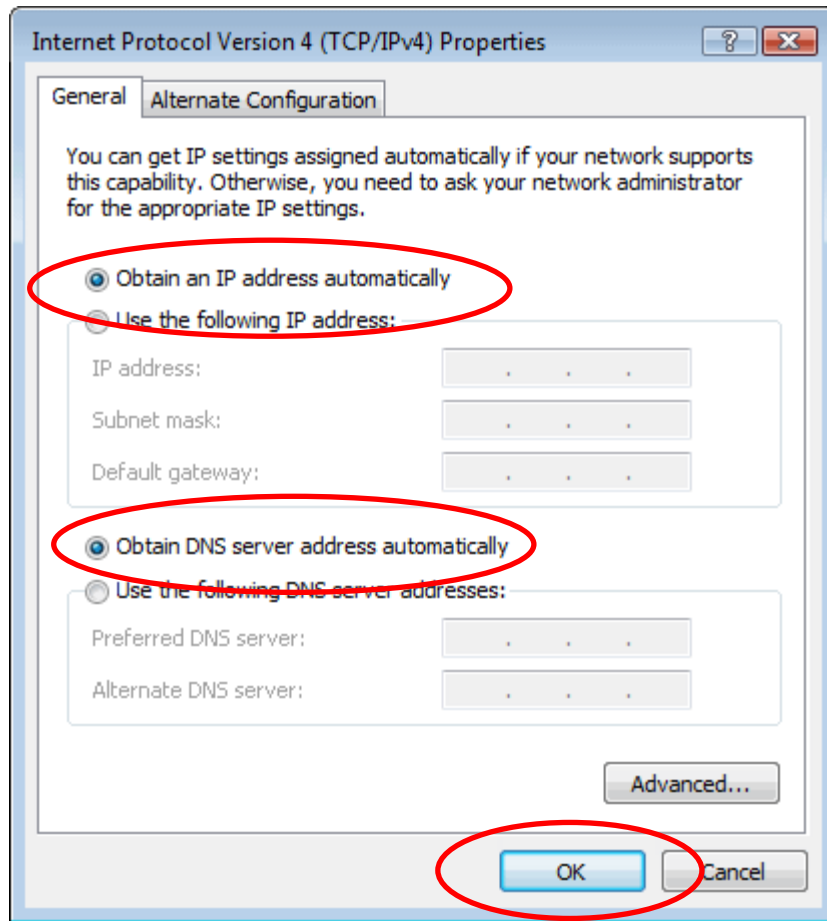 Internet Protocol Version 4 (TCP/IPv4) Properties
General
Alternate Configuration
You can get IP settings assigned automatically if your network supports
this capability. Otherwise, you need to ask your network administrator
for the appropriate IP settings.
Obtain an IP address automatically
Use the following IP address:
IP address:
Subnet mask:
Default gateway:
Obtain DNS server address automatically
Use the following DNS server addresses:
Preferred DNS server:
Alternate DNS server:
Advanced...
OK
Cancel